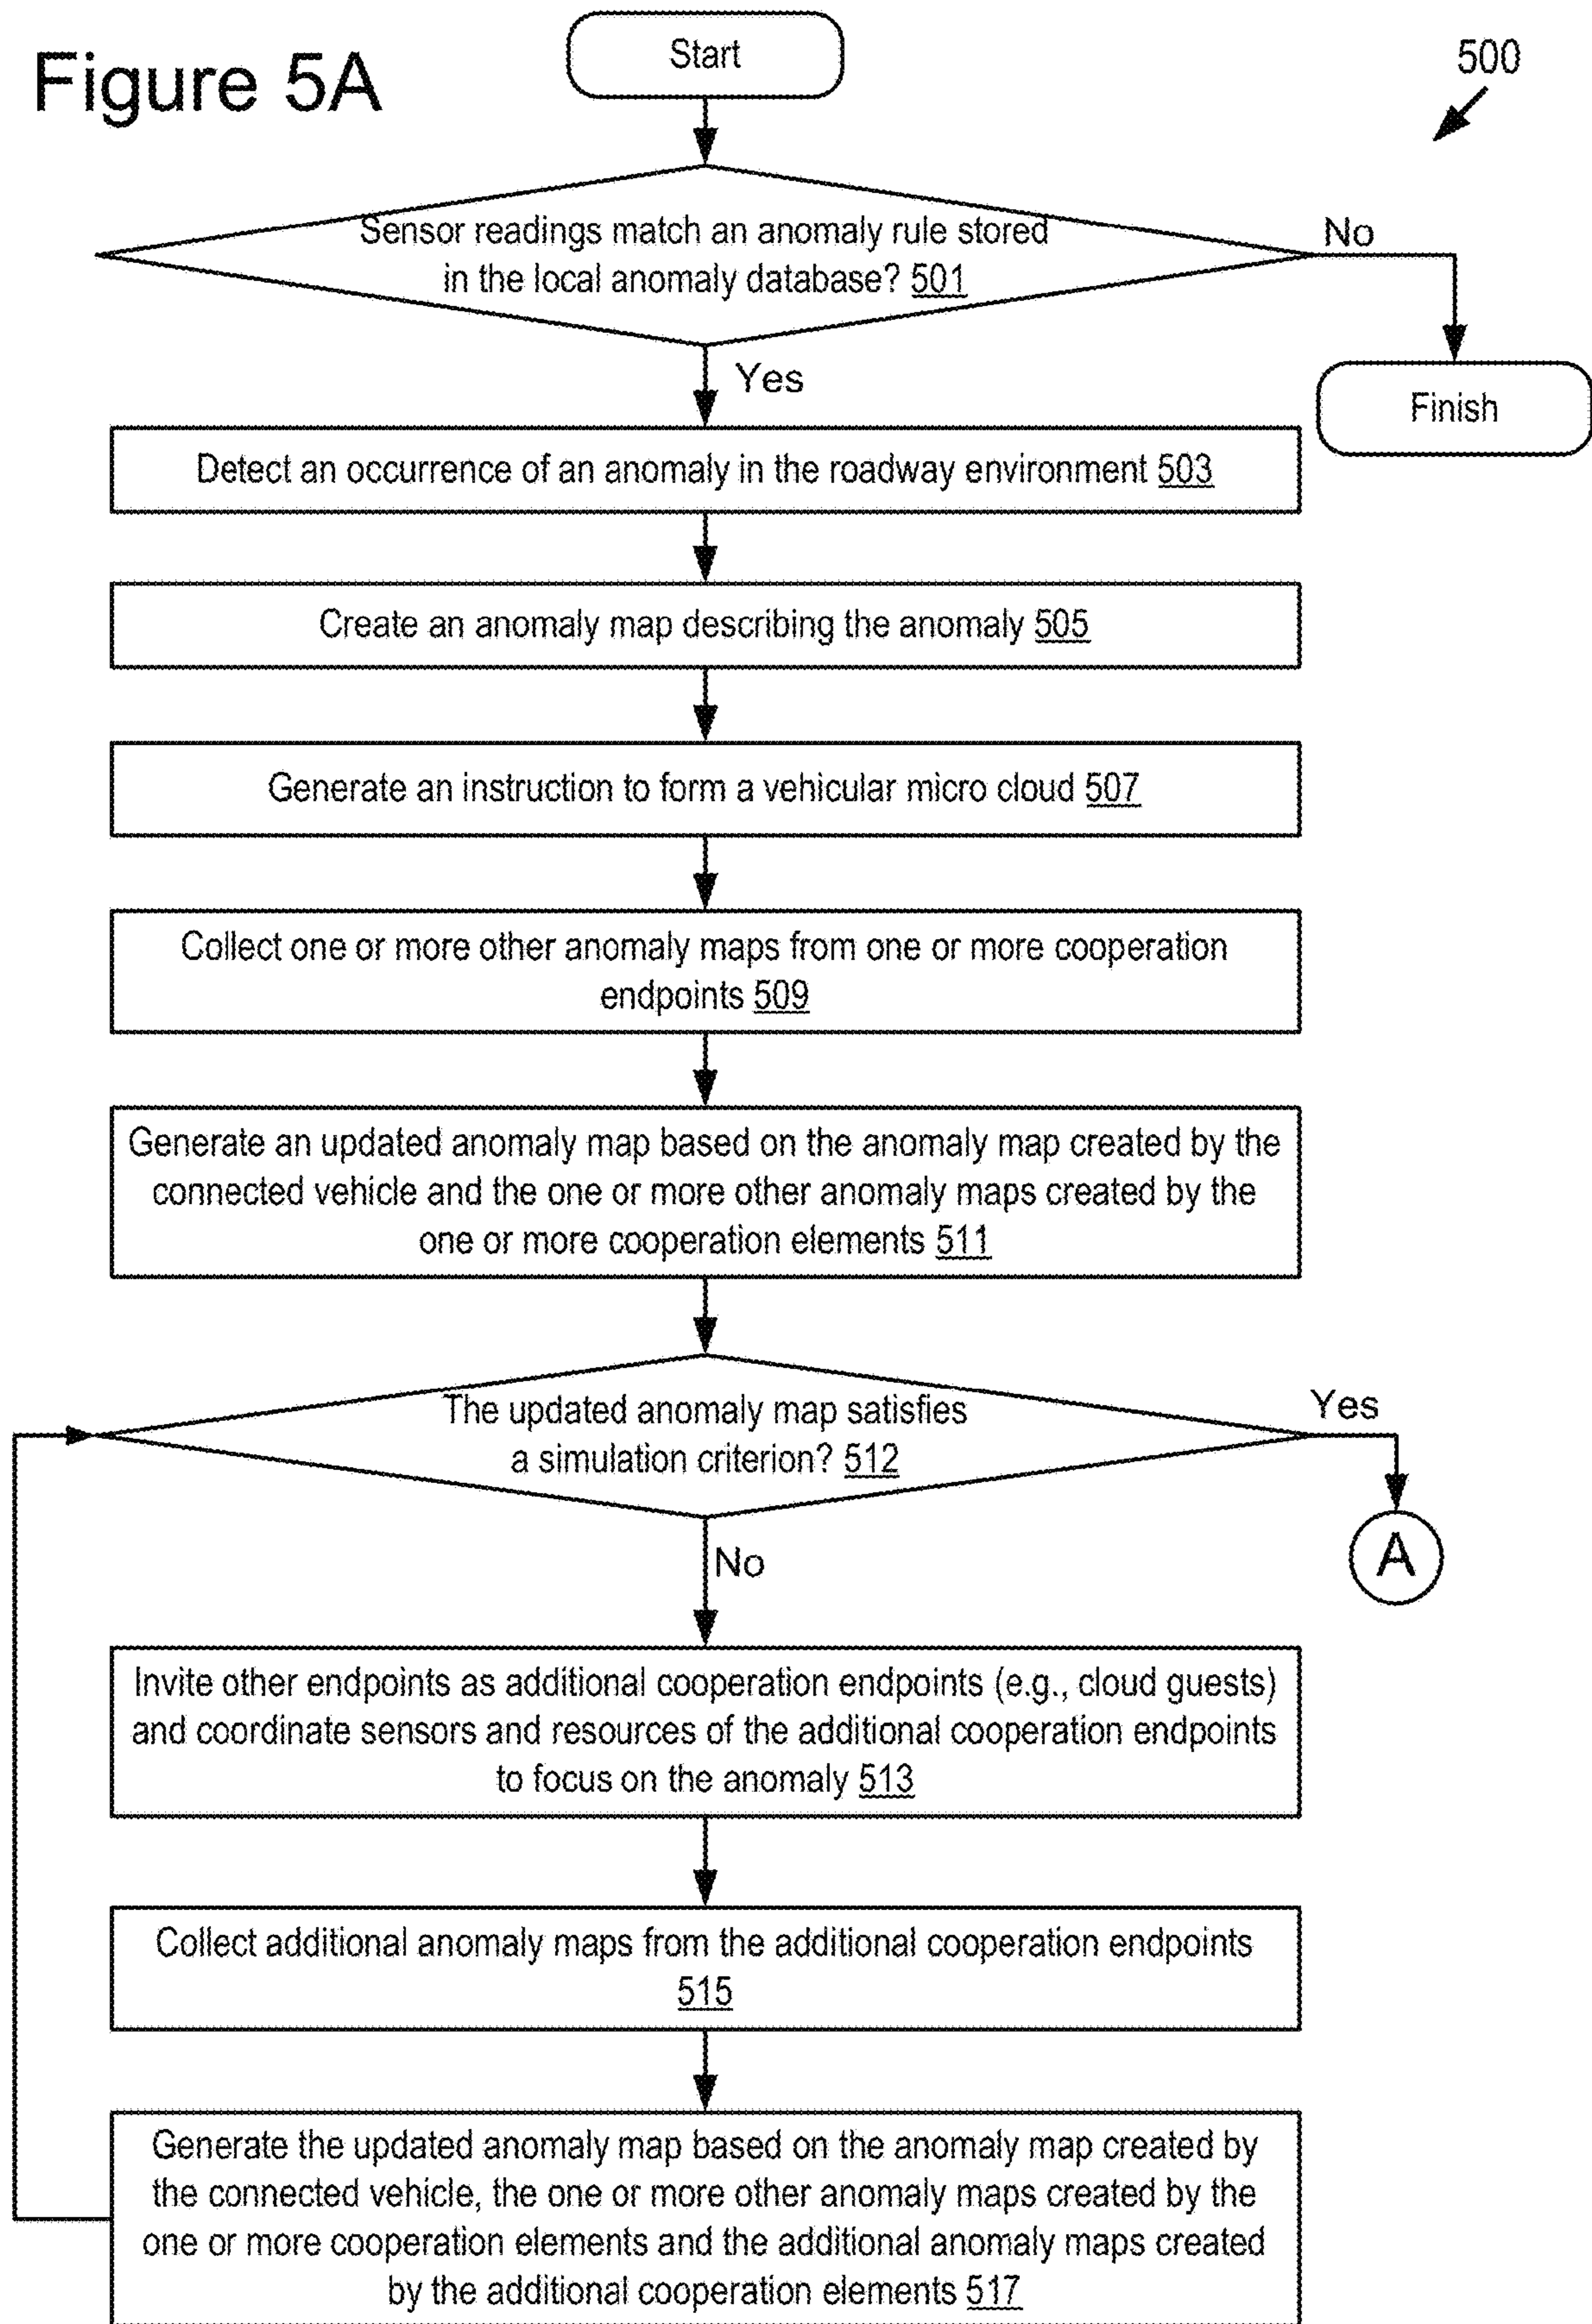 Figure 5A
Start
500
Sensor readings match an anomaly rule stored
in the local anomaly database? 501
No
Finish
Yes
Detect an occurrence of an anomaly in the roadway environment 503
Create an anomaly map describing the anomaly 505
Generate an instruction to form a vehicular micro cloud 507
Collect one or more other anomaly maps from one or more cooperation
endpoints 509
Generate an updated anomaly map based on the anomaly map created by the
connected vehicle and the one or more other anomaly maps created by the
one or more cooperation elements 511
The updated anomaly map satisfies
a simulation criterion? 512
Yes
A
No
Invite other endpoints as additional cooperation endpoints (e.g., cloud guests)
and coordinate sensors and resources of the additional cooperation endpoints
to focus on the anomaly 513
Collect additional anomaly maps from the additional cooperation endpoints
515
Generate the updated anomaly map based on the anomaly map created by
the connected vehicle, the one or more other anomaly maps created by the
one or more cooperation elements and the additional anomaly maps created
by the additional cooperation elements 517